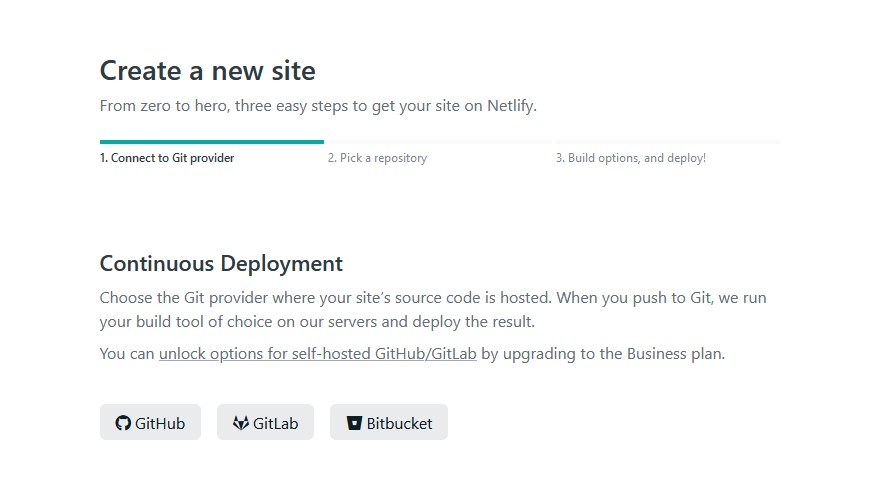 Create a new site
From zero to hero, three easy steps to get your site on Netlify.
1. Connect to Git provider
2. Pick a repository
3. Build options, and deploy!
Continuous Deployment
Choose the Git provider where your site’s source code is hosted. When you push to Git, we run
your build tool of choice on our servers and deploy the result.
You can unlock options for self-hosted GitHub/GitLab by upgrading to the Business plan.
GitHub
GitLab
Bitbucket